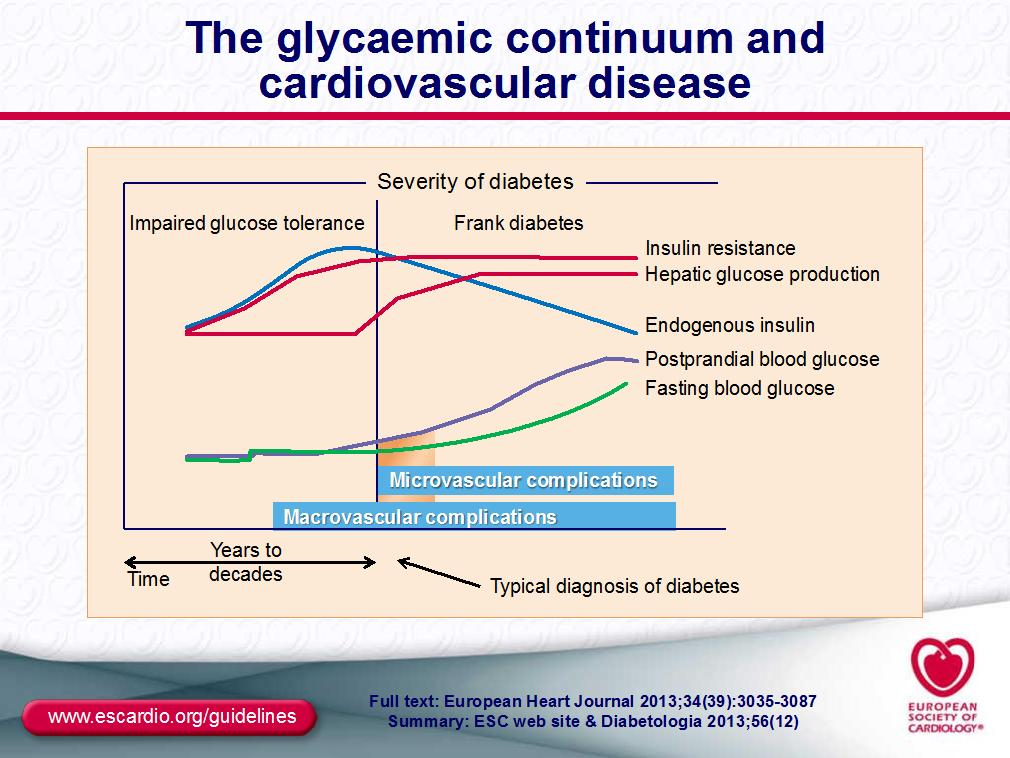 The glycaemic continuum and
cardiovascular disease
Severity of diabetes
Impaired glucose tolerance
Frank diabetes
Insulin resistance
Hepatic glucose production
Endogenous insulin
Postprandial blood glucose
Fasting blood glucose
Microvascular complications
Macrovascular complications
Years to
decades
Time
Typical diagnosis of diabetes
www.escardio.org/guidelines
Full text: European Heart Journal 2013;34(39):3035-3087
Summary: ESC web site & Diabetologia 2013;56(12)
EUROPEAN
SOCIETY OF
CARDIOLOGY®